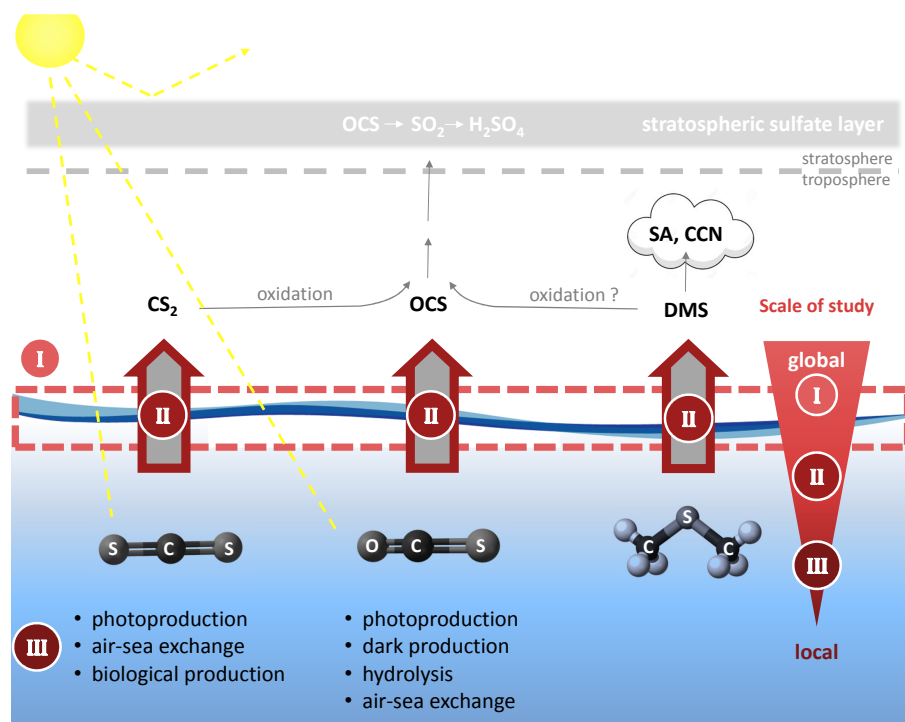 OCS → SO₂ → H₂SO₄ stratospheric sulfate layer
stratosphere
troposphere
SA, CCN
CS₂ oxidation OCS oxidation ? DMS
Scale of study
I
global
I
II II II
II
S C S
O C S
S
C C
III
III
• photoproduction
• air-sea exchange
• biological production
• photoproduction
• dark production
• hydrolysis
• air-sea exchange
local